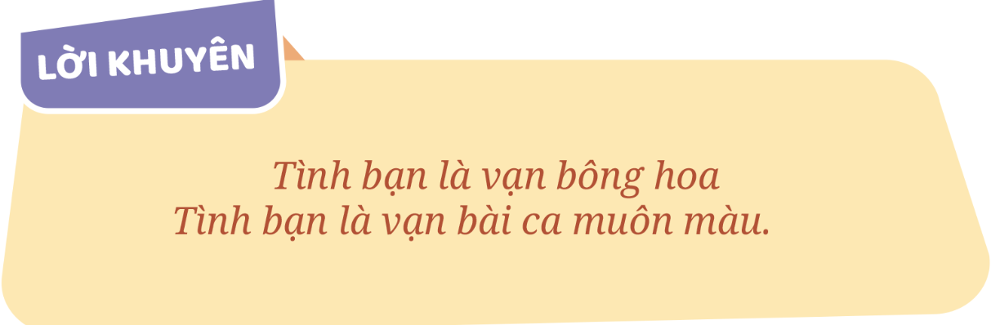 LỜI KHUYÊN
Tình bạn là vạn bông hoa
Tình bạn là vạn bài ca muôn màu.